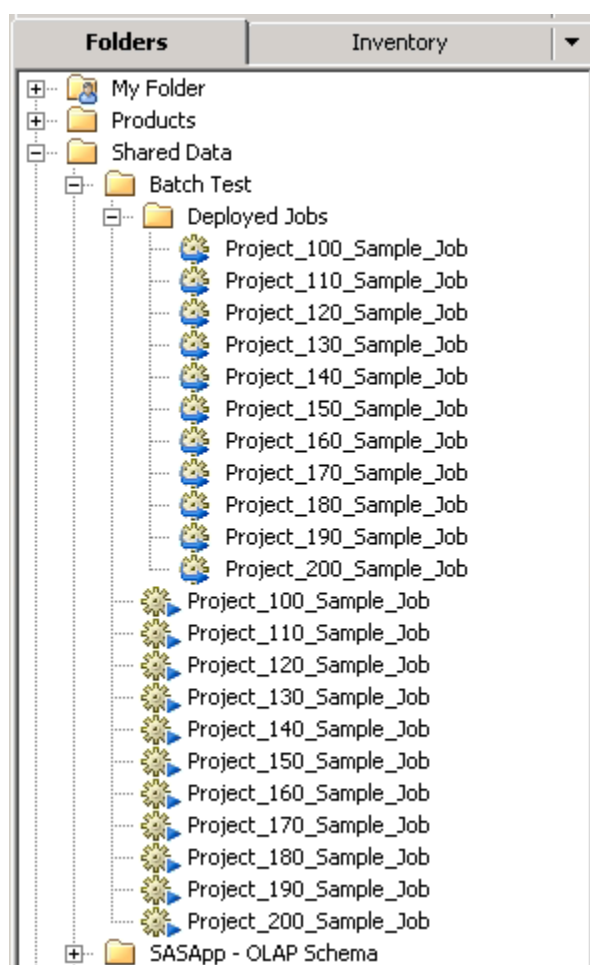 Folders Inventory
My Folder
Products
Shared Data
Batch Test
Deployed Jobs
Project_100_Sample_Job
Project_110_Sample_Job
Project_120_Sample_Job
Project_130_Sample_Job
Project_140_Sample_Job
Project_150_Sample_Job
Project_160_Sample_Job
Project_170_Sample_Job
Project_180_Sample_Job
Project_190_Sample_Job
Project_200_Sample_Job
Project_100_Sample_Job
Project_110_Sample_Job
Project_120_Sample_Job
Project_130_Sample_Job
Project_140_Sample_Job
Project_150_Sample_Job
Project_160_Sample_Job
Project_170_Sample_Job
Project_180_Sample_Job
Project_190_Sample_Job
Project_200_Sample_Job
SASApp - OLAP Schema